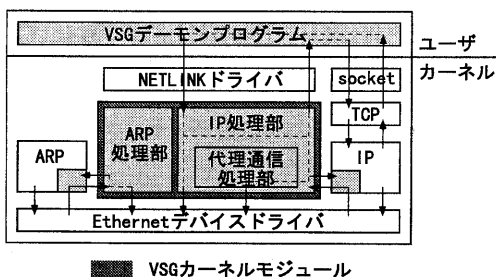 VSGデーモンプログラム
ユーザ
カーネル
NETLINKドライバ
socket
TCP
ARP
ARP
処理部
IP処理部
代理通信
処理部
IP
Ethernetデバイスドライバ
VSGカーネルモジュール